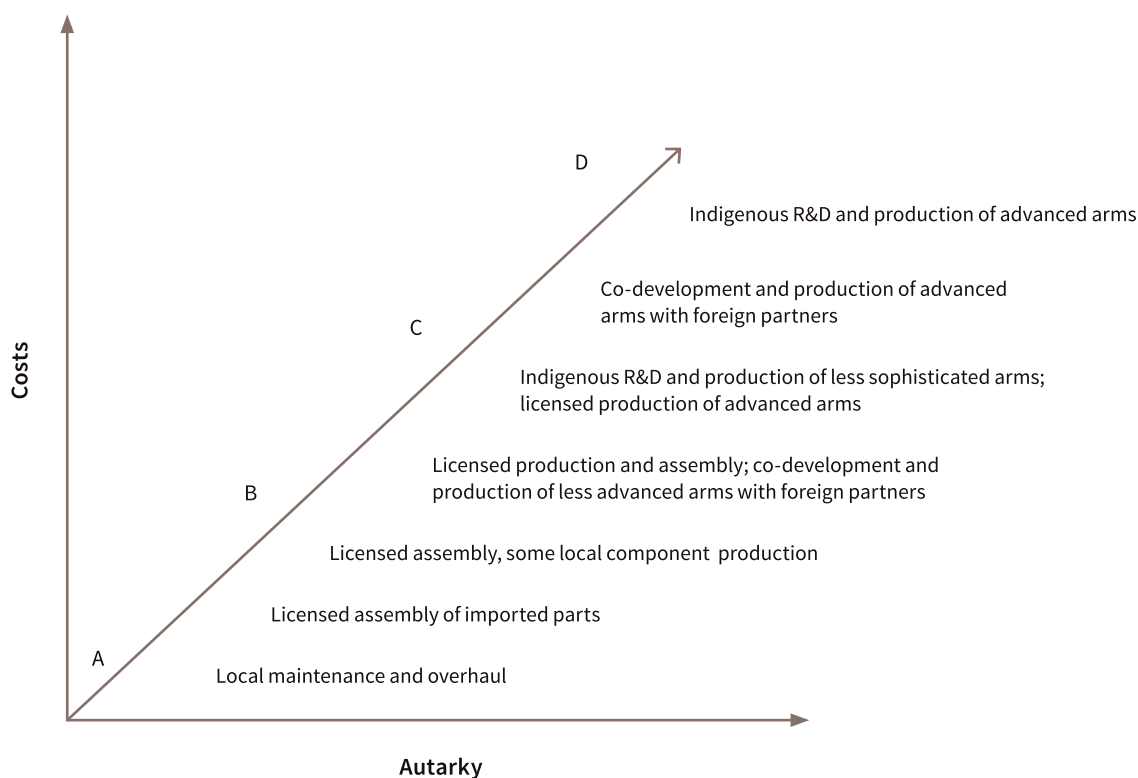 D
Indigenous R&D and production of advanced arms
Co-development and production of advanced
arms with foreign partners
C
Costs
Indigenous R&D and production of less sophisticated arms;
licensed production of advanced arms
Licensed production and assembly; co-development and
production of less advanced arms with foreign partners
B
Licensed assembly, some local component production
Licensed assembly of imported parts
A
Local maintenance and overhaul
Autarky